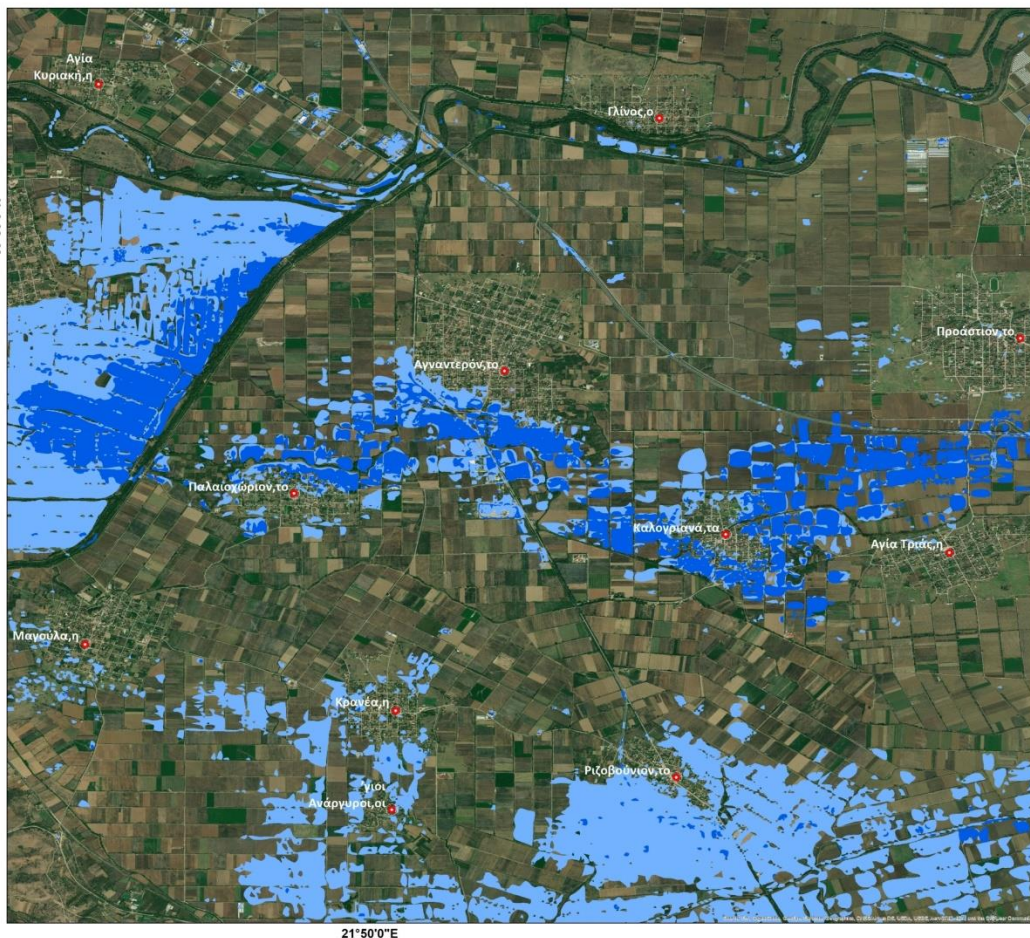 Αγία
Κυριακή,η
Γλίνος,ο
Προάστιον,το
Αγναντερόν,το
Παλαιοχώριον,το
Καλογριανά,τα
Αγία Τριάς,η
Μαγούλα,η
Κρανέα,η
Ριζοβούνιον,το
γιοι
Ανάργυροι,οι
21°50'0"E